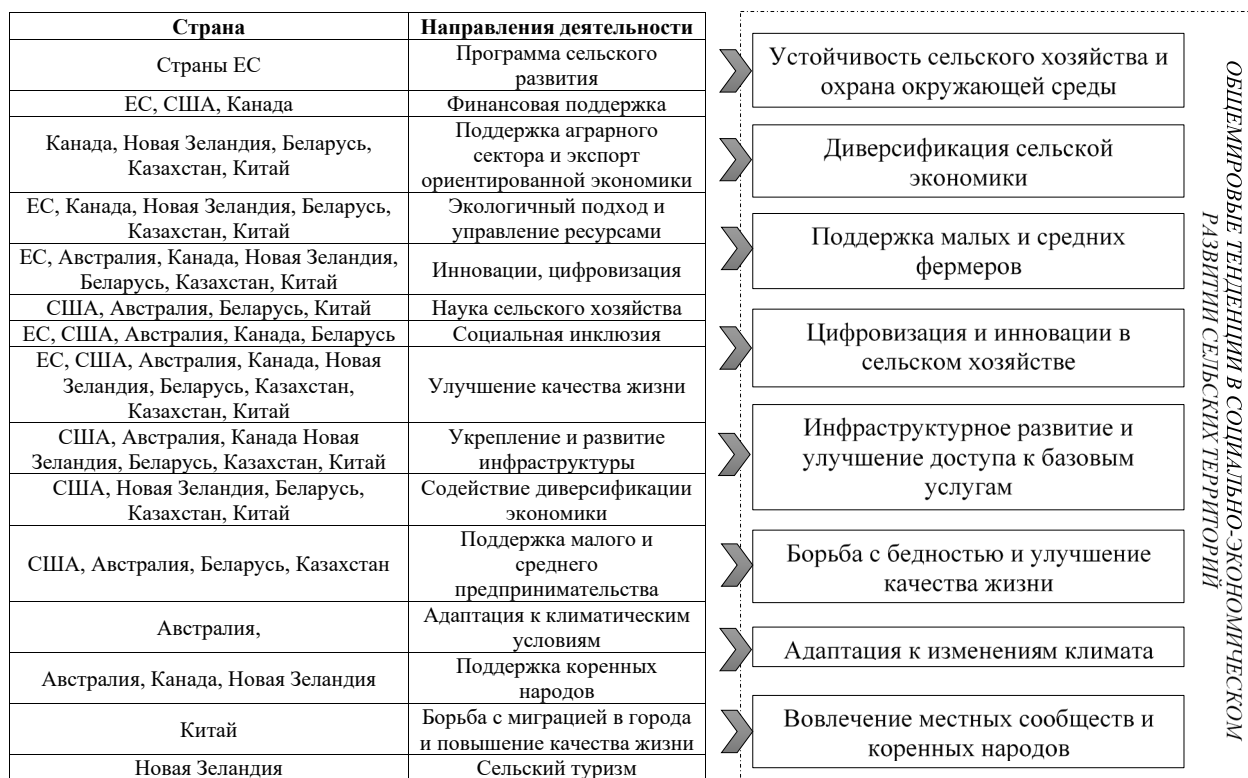 Страна Направления деятельности
Страны ЕС
Программа сельского
развития
ЕС, США, Канада
Финансовая поддержка
Канада, Новая Зеландия, Беларусь,
Казахстан, Китай
Поддержка аграрного
сектора и экспорт
ориентированной экономики
ЕС, Канада, Новая Зеландия, Беларусь,
Казахстан, Китай
Экологичный подход и
управление ресурсами
ЕС, Австралия, Канада, Новая Зеландия,
Беларусь, Казахстан, Китай
Инновации, цифровизация
США, Австралия, Беларусь, Китай
Наука сельского хозяйства
ЕС, США, Австралия, Канада, Беларусь
Социальная инклюзия
ЕС, США, Австралия, Канада, Новая
Зеландия, Беларусь, Казахстан,
Казахстан, Китай
Улучшение качества жизни
США, Австралия, Канада Новая
Зеландия, Беларусь, Казахстан, Китай
Укрепление и развитие
инфраструктуры
США, Новая Зеландия, Беларусь,
Казахстан, Китай
Содействие диверсификации
экономики
США, Австралия, Беларусь, Казахстан
Поддержка малого и
среднего
предпринимательства
Австралия,
Адаптация к климатическим
условиям
Австралия, Канада, Новая Зеландия
Поддержка коренных
народов
Китай
Борьба с миграцией в города
и повышение качества жизни
Новая Зеландия
Сельский туризм
Устойчивость сельского хозяйства и
охрана окружающей среды
Диверсификация сельской
экономики
Поддержка малых и средних
фермеров
Цифровизация и инновации в
сельском хозяйстве
Инфраструктурное развитие и
улучшение доступа к базовым
услугам
Борьба с бедностью и улучшение
качества жизни
Адаптация к изменениям климата
Вовлечение местных сообществ и
коренных народов
ОБЩЕМИРОВЫЕ ТЕНДЕНЦИИ В СОЦИАЛЬНО-ЭКОНОМИЧЕСКОМ
РАЗВИТИИ СЕЛЬСКИХ ТЕРРИТОРИЙ